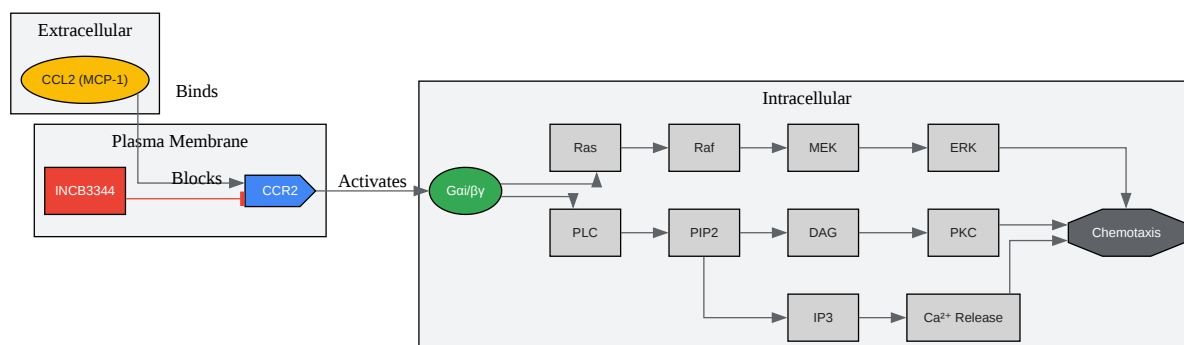 Extracellular
CCL2 (MCP-1)
Binds
Plasma Membrane
INCB3344
Blocks
CCR2
Activates
Intracellular
Gαi/βγ
Ras
Raf
MEK
ERK
PLC
PIP2
DAG
PKC
Chemotaxis
IP3
Ca²⁺ Release